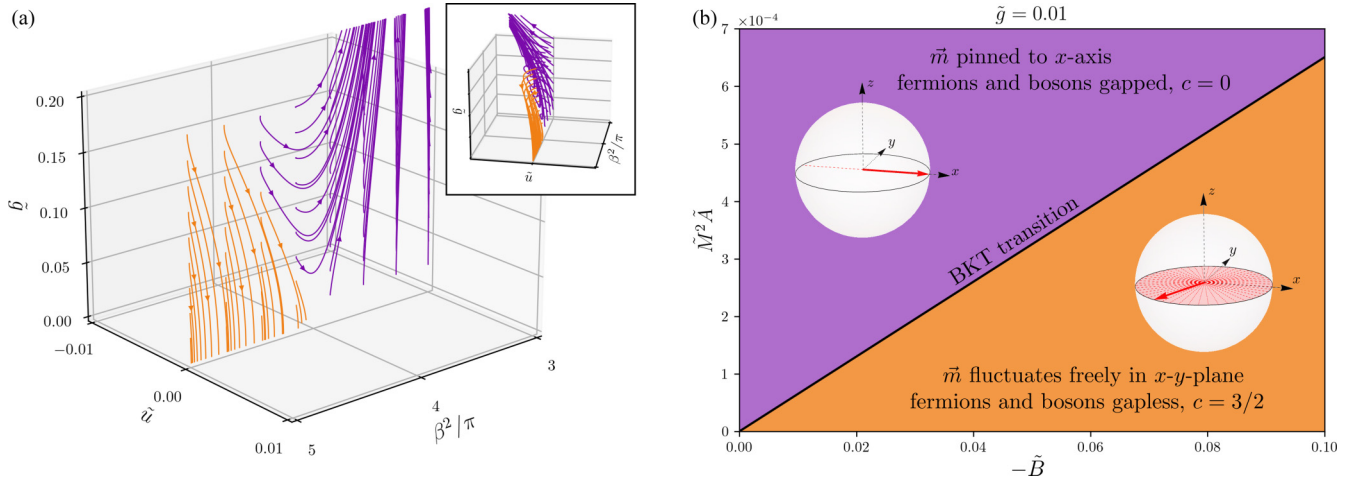 (a)
0.20
0.15
0.10
0.05
0.00
g̃
−0.01
0.00
0.01
ũ
5
4
3
β²/π
g̃
ũ
β²/π
(b)
g̃ = 0.01
×10⁻⁴
7
6
5
4
3
2
1
0
M̃²Ã
0.00
0.02
0.04
0.06
0.08
0.10
−B̃
m⃗ pinned to x-axis
fermions and bosons gapped, c = 0
z
y
x
BKT transition
z
y
x
m⃗ fluctuates freely in x-y-plane
fermions and bosons gapless, c = 3/2